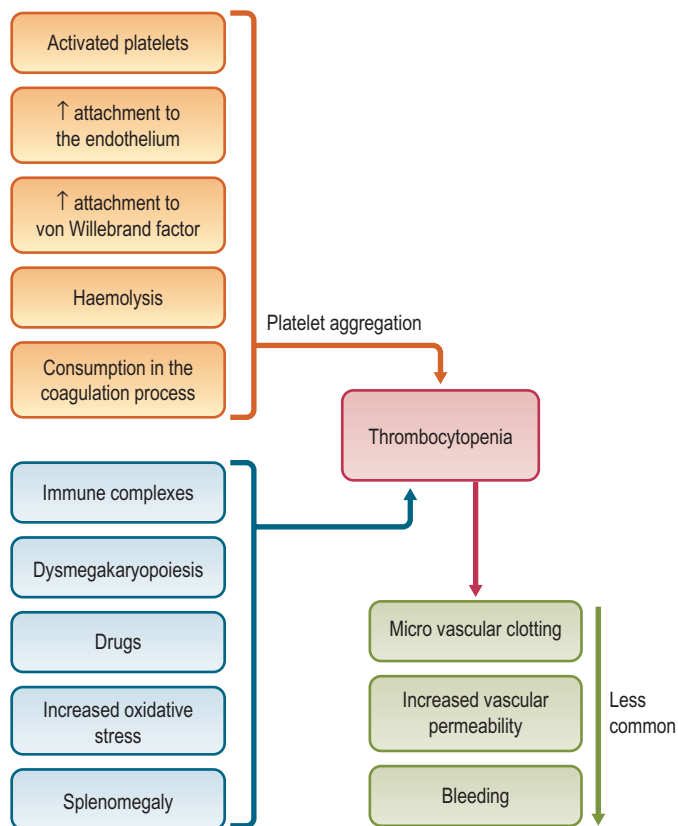 Activated platelets
↑ attachment to
the endothelium
↑ attachment to
von Willebrand factor
Haemolysis
Consumption in the
coagulation process
Platelet aggregation
Thrombocytopenia
Immune complexes
Dysmegakaryopoiesis
Drugs
Increased oxidative
stress
Splenomegaly
Micro vascular clotting
Increased vascular
permeability
Bleeding
Less
common